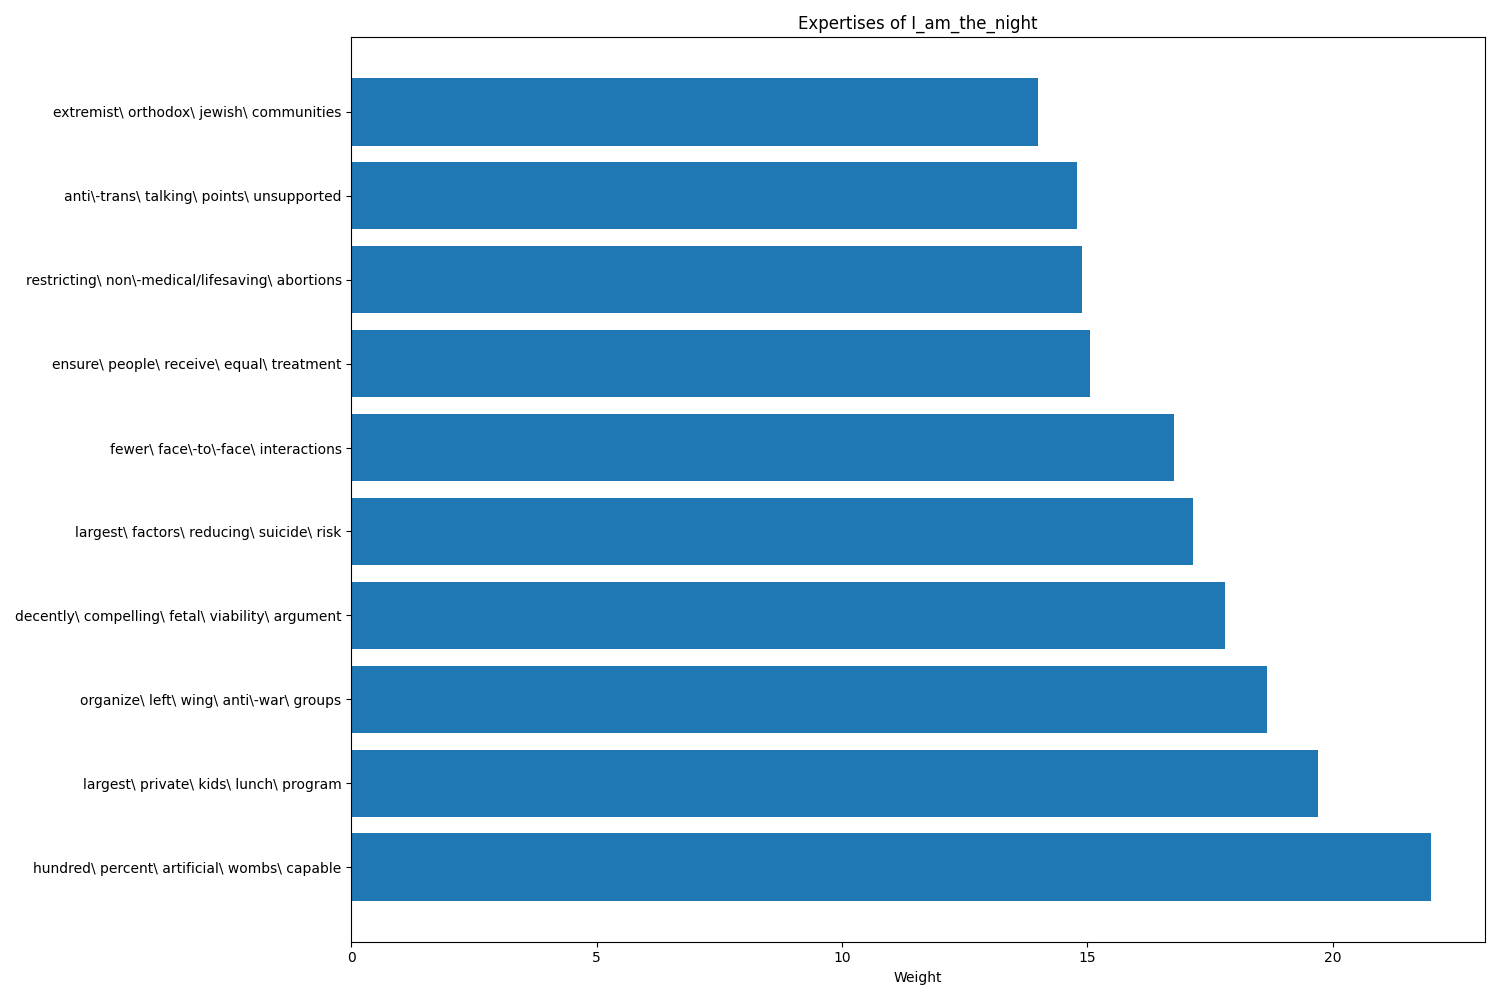 Expertises of I_am_the_night
extremist\ orthodox\ jewish\ communities
anti\-trans\ talking\ points\ unsupported
restricting\ non\-medical/lifesaving\ abortions
ensure\ people\ receive\ equal\ treatment
fewer\ face\-to\-face\ interactions
largest\ factors\ reducing\ suicide\ risk
decently\ compelling\ fetal\ viability\ argument
organize\ left\ wing\ anti\-war\ groups
largest\ private\ kids\ lunch\ program
hundred\ percent\ artificial\ wombs\ capable
0 5 10 15 20
Weight